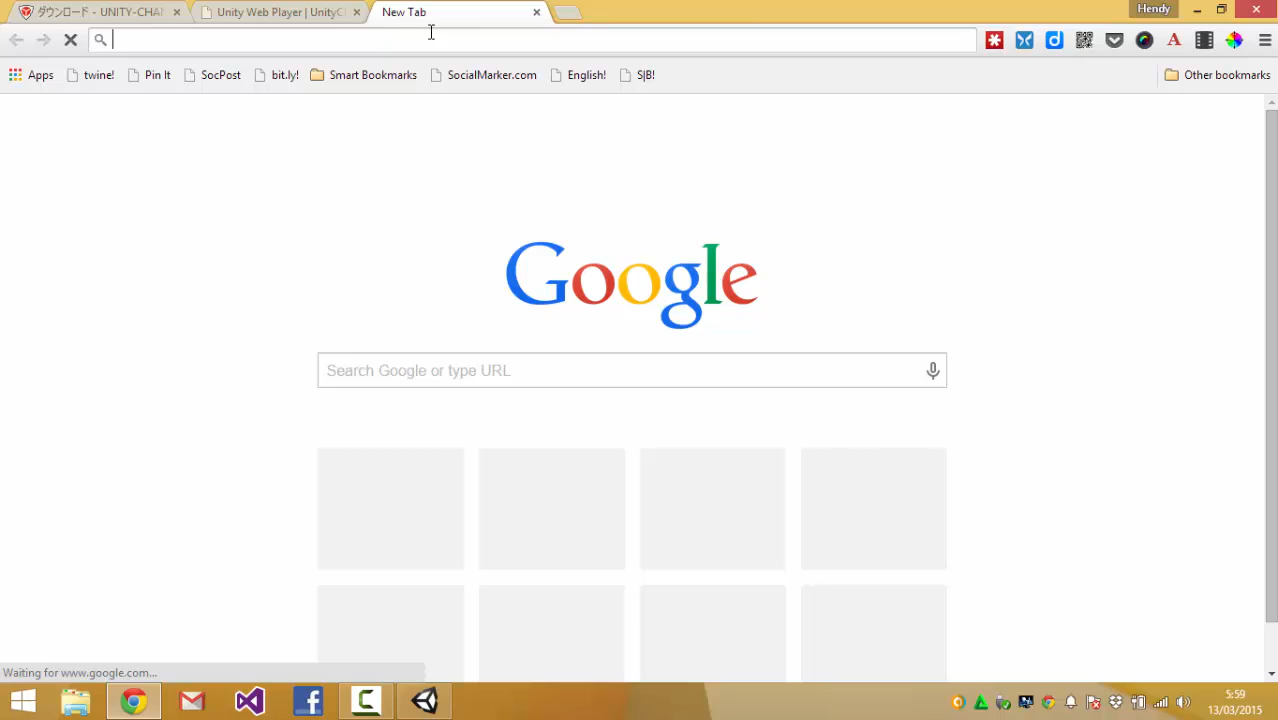 ダウンロード - UNITY-CHAN
Unity Web Player | UnityC
New Tab
Hendy
Apps
twine!
Pin It
SocPost
bit.ly!
Smart Bookmarks
SocialMarker.com
English!
S|B!
Other bookmarks
Google
Search Google or type URL
Waiting for www.google.com...
5:59
13/03/2015